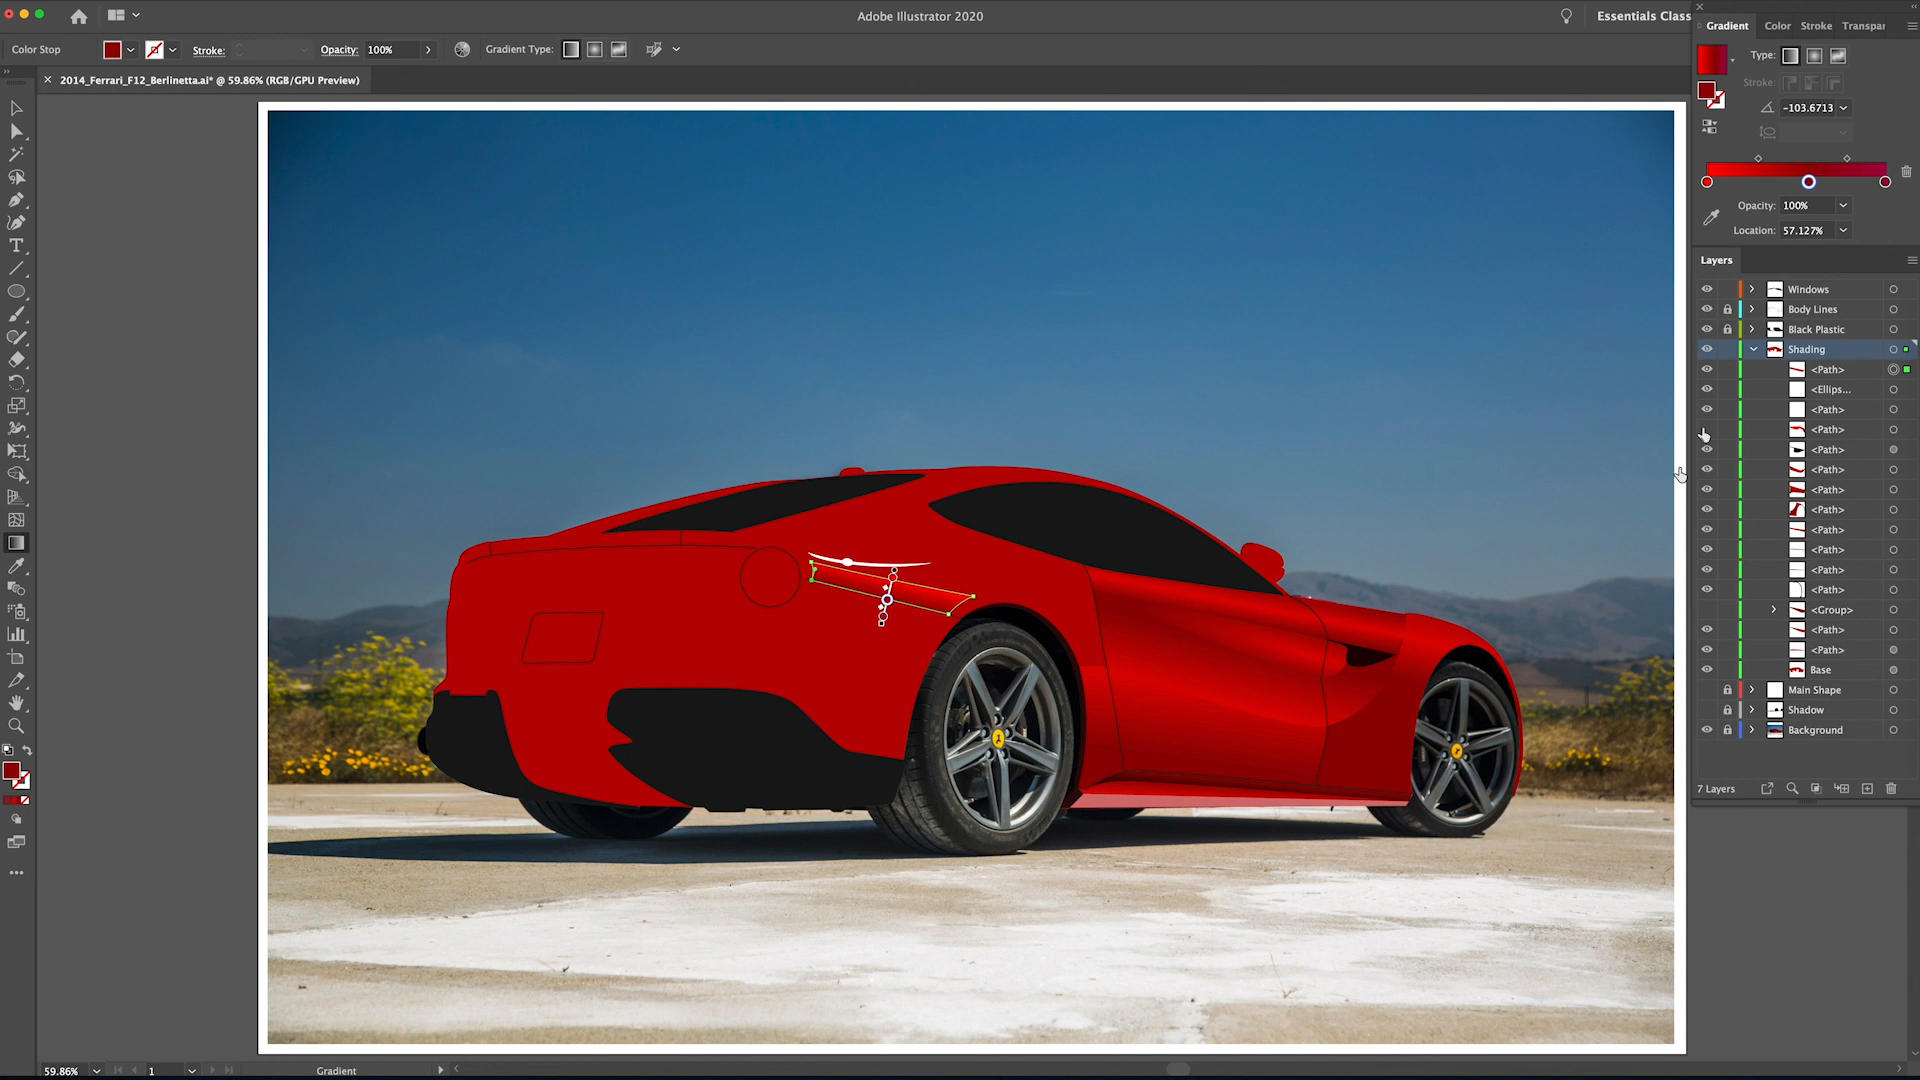 Adobe Illustrator 2020
Essentials Class
Color Stop
Stroke:
Opacity:
100%
Gradient Type:
2014_Ferrari_F12_Berlinetta.ai* @ 59.86% (RGB/GPU Preview)
Gradient
Color
Stroke
Transpar
Type:
Stroke:
-103.6713
Opacity:
100%
Location:
57.127%
Layers
Windows
Body Lines
Black Plastic
Shading
<Path>
<Ellips...
<Path>
<Path>
<Path>
<Path>
<Path>
<Path>
<Path>
<Path>
<Path>
<Path>
<Group>
<Path>
<Path>
Base
Main Shape
Shadow
Background
7 Layers
59.86%
1
Gradient